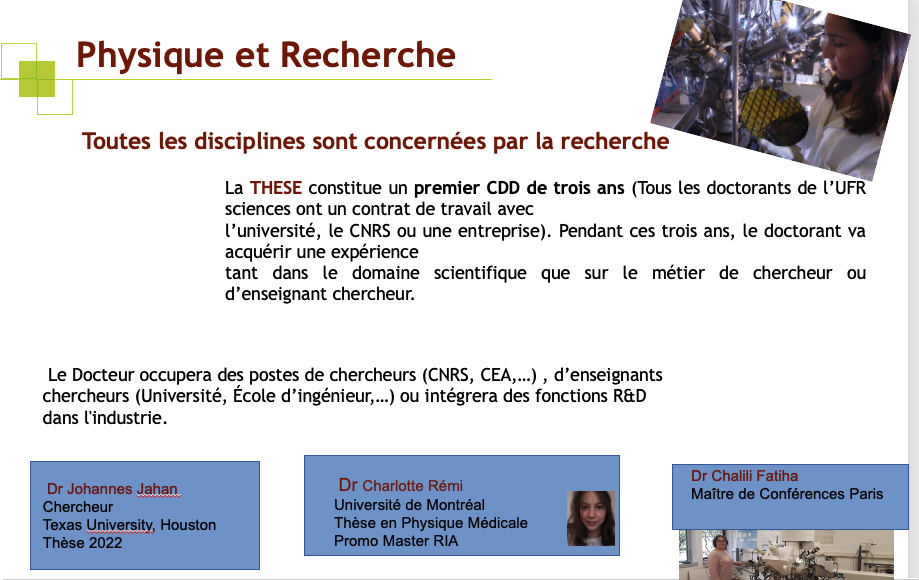 Physique et Recherche
Toutes les disciplines sont concernées par la recherche
La THESE constitue un premier CDD de trois ans (Tous les doctorants de l’UFR
sciences ont un contrat de travail avec
l’université, le CNRS ou une entreprise). Pendant ces trois ans, le doctorant va
acquérir une expérience
tant dans le domaine scientifique que sur le métier de chercheur ou
d’enseignant chercheur.
Le Docteur occupera des postes de chercheurs (CNRS, CEA,…) , d’enseignants
chercheurs (Université, École d’ingénieur,…) ou intégrera des fonctions R&D
dans l'industrie.
Dr Johannes Jahan
Chercheur
Texas University, Houston
Thèse 2022
Dr Charlotte Rémi
Université de Montréal
Thèse en Physique Médicale
Promo Master RIA
Dr Chalili Fatiha
Maître de Conférences Paris